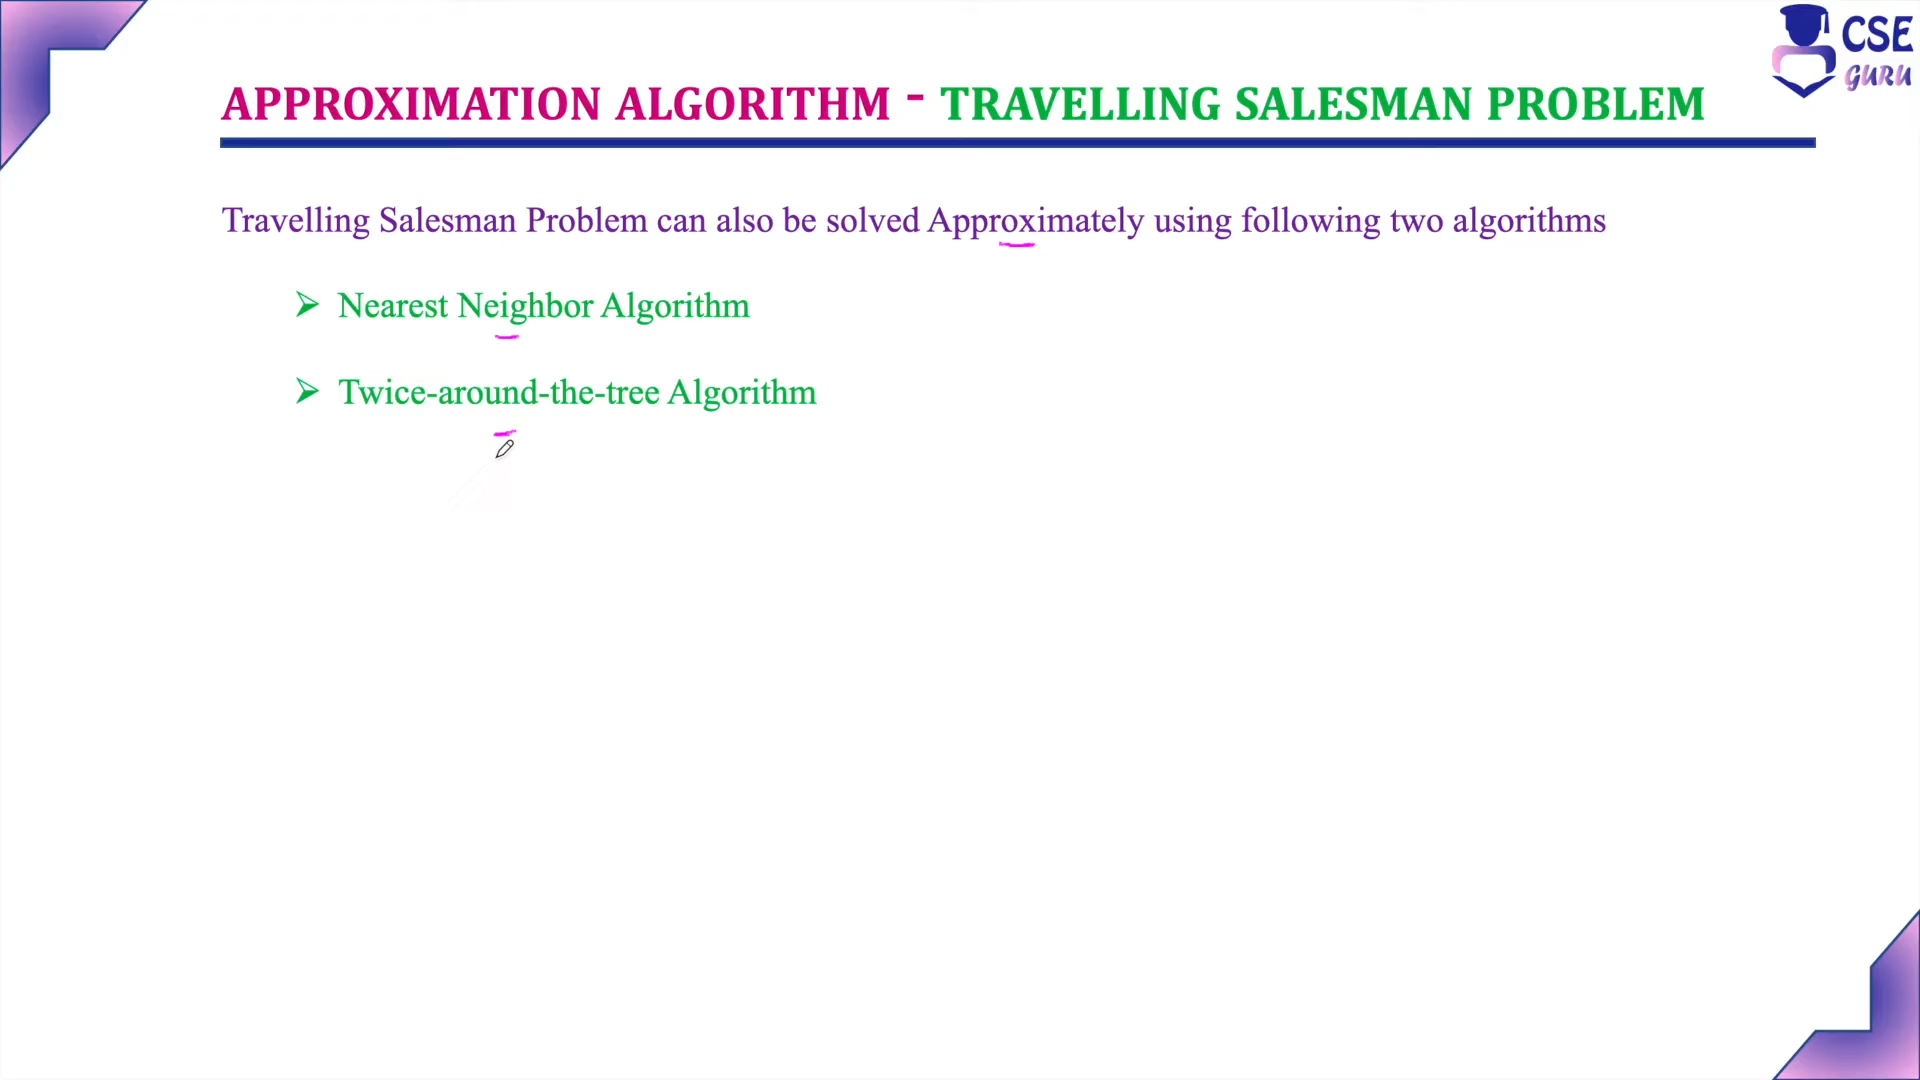 CSE
GURU
APPROXIMATION ALGORITHM - TRAVELLING SALESMAN PROBLEM
Travelling Salesman Problem can also be solved Approximately using following two algorithms
➢ Nearest Neighbor Algorithm
➢ Twice-around-the-tree Algorithm